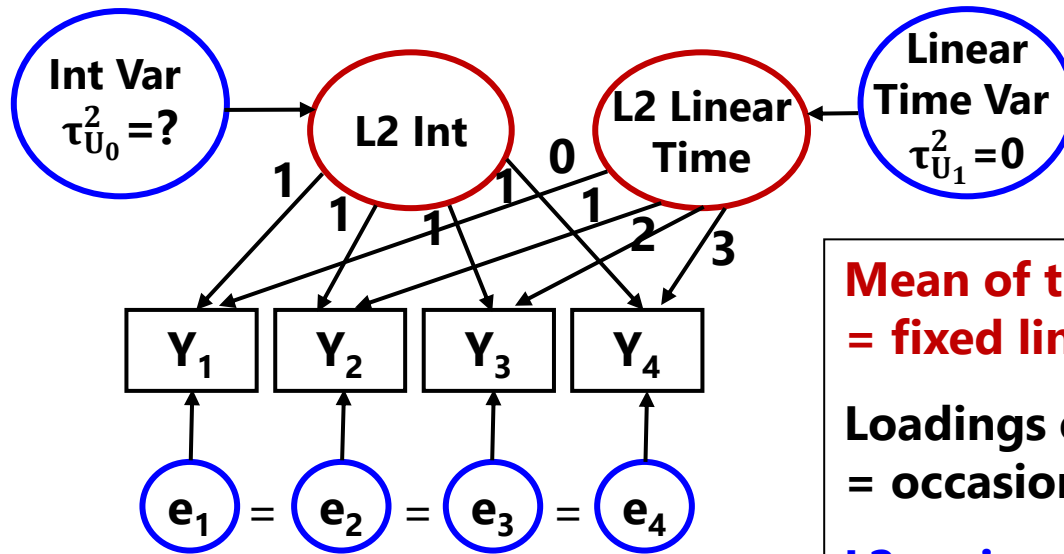 Int Var
τ²U₀ =?
L2 Int
L2 Linear
Time
Linear
Time Var
τ²U₁ =0
1
1
1
1
0
1
2
3
Y₁
Y₂
Y₃
Y₄
e₁ = e₂ = e₃ = e₄
Mean of t
= fixed lin
Loadings
= occasion